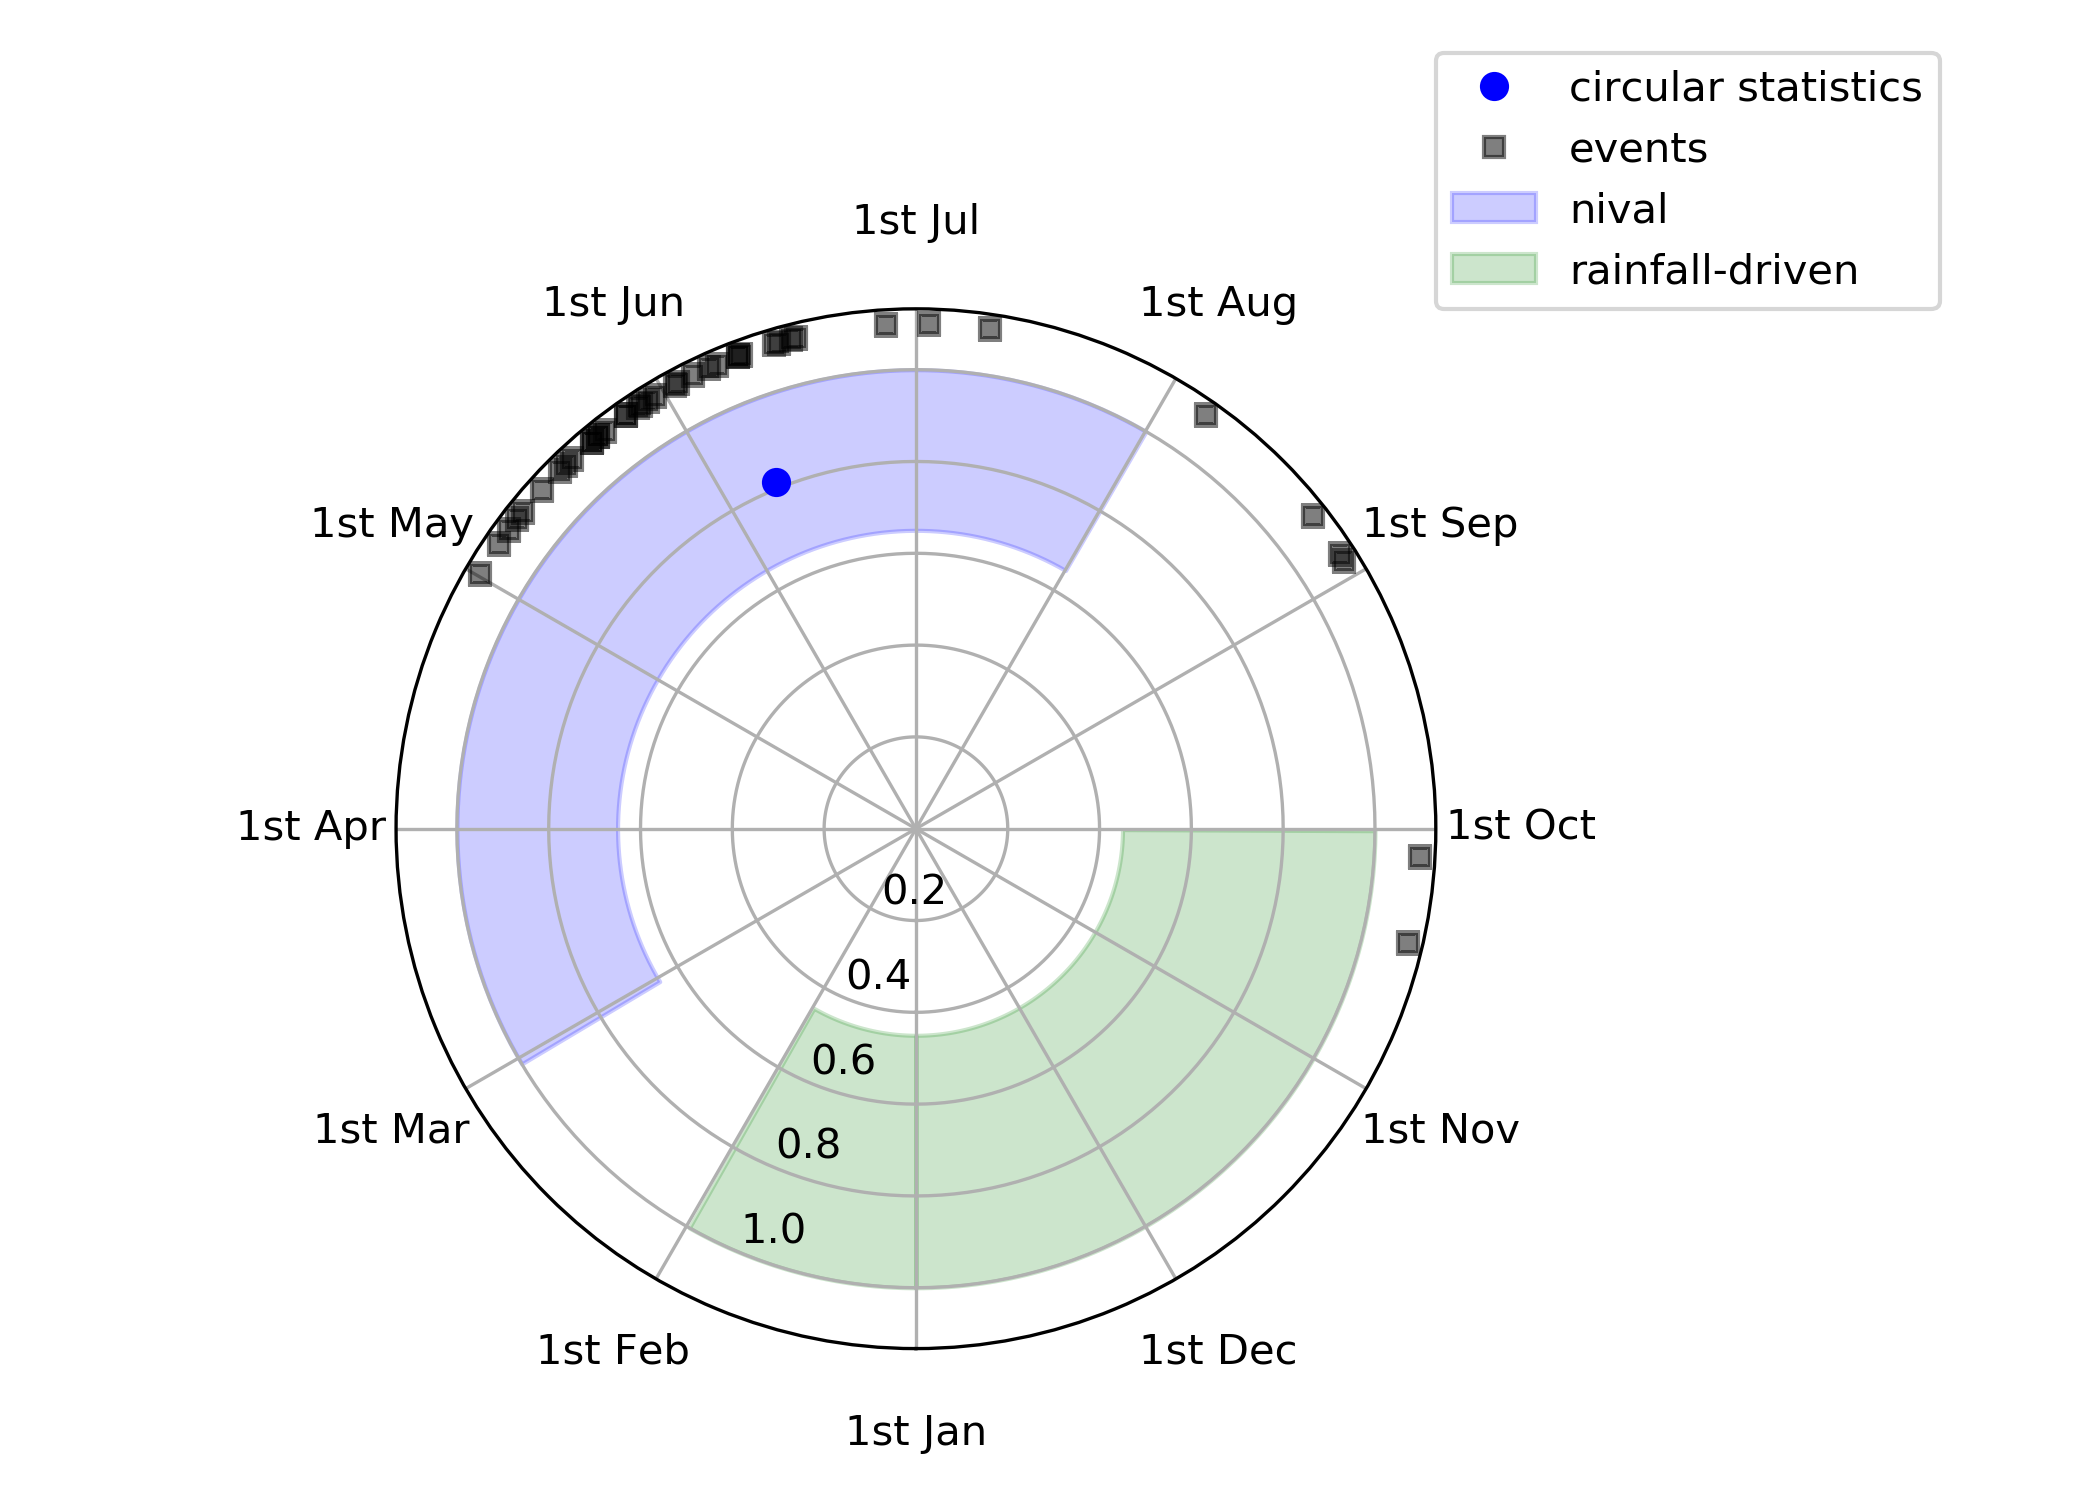 circular statistics
events
nival
rainfall-driven
1st Jul
1st Jun
1st Aug
1st May
1st Sep
1st Apr
1st Oct
0.2
0.4
0.6
0.8
1.0
1st Mar
1st Nov
1st Feb
1st Dec
1st Jan